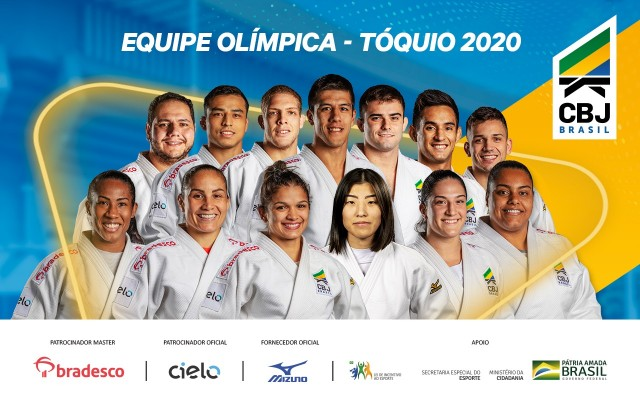 EQUIPE OLÍMPICA - TÓQUIO 2020
CBJ
BRASIL
PATROCINADOR MASTER
bradesco
PATROCINADOR OFICIAL
cielo
FORNECEDOR OFICIAL
MIZUNO
LEI DE INCENTIVO
AO ESPORTE
APOIO
SECRETARIA ESPECIAL DO
ESPORTE
MINISTÉRIO DA
CIDADANIA
PÁTRIA AMADA
BRASIL
GOVERNO FEDERAL